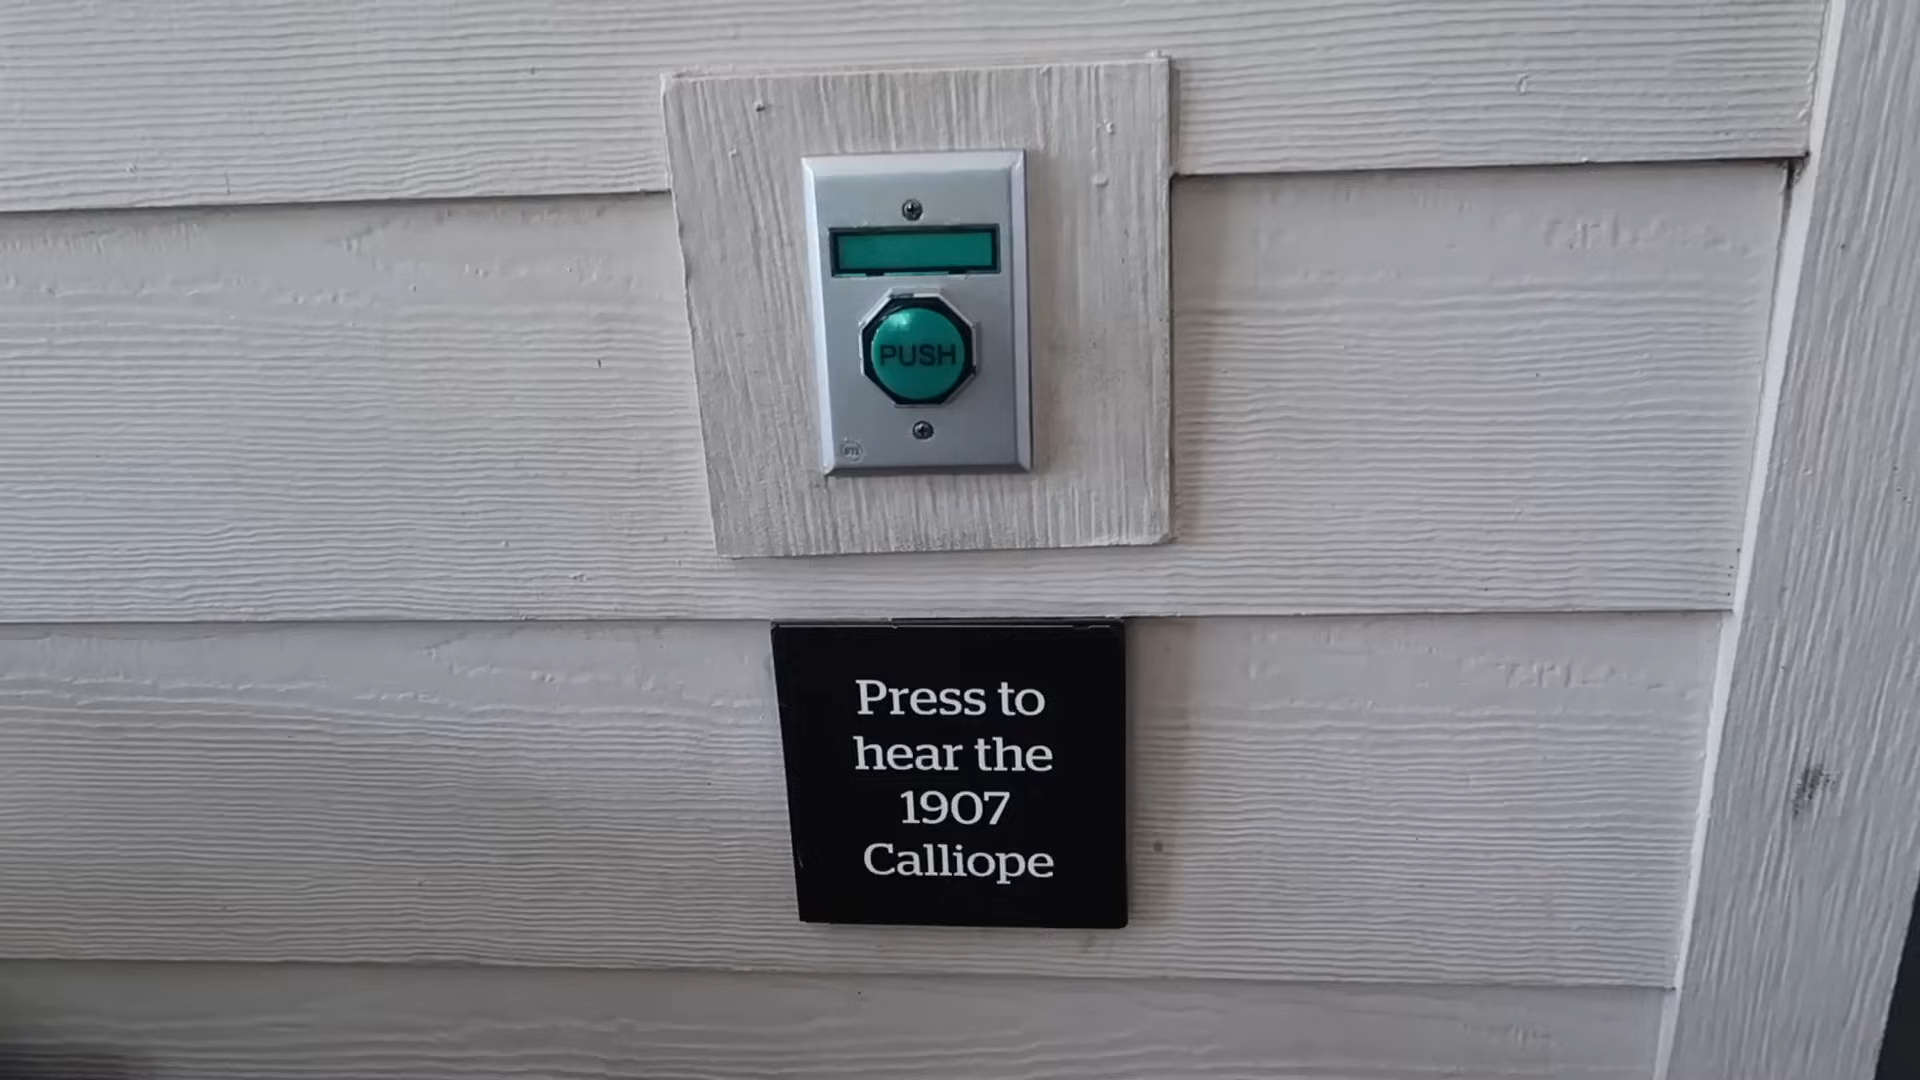 PUSH
Press to
hear the
1907
Calliope